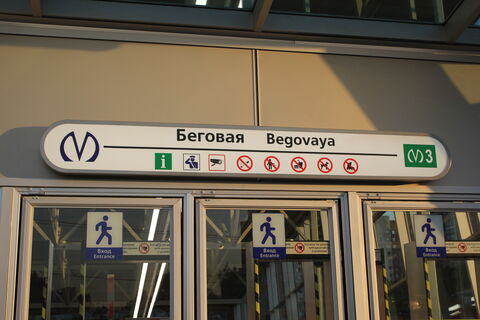 Беговая Begovaya
i
M 3
Вход
Entrance
Вход
Entrance
Вход
Entrance